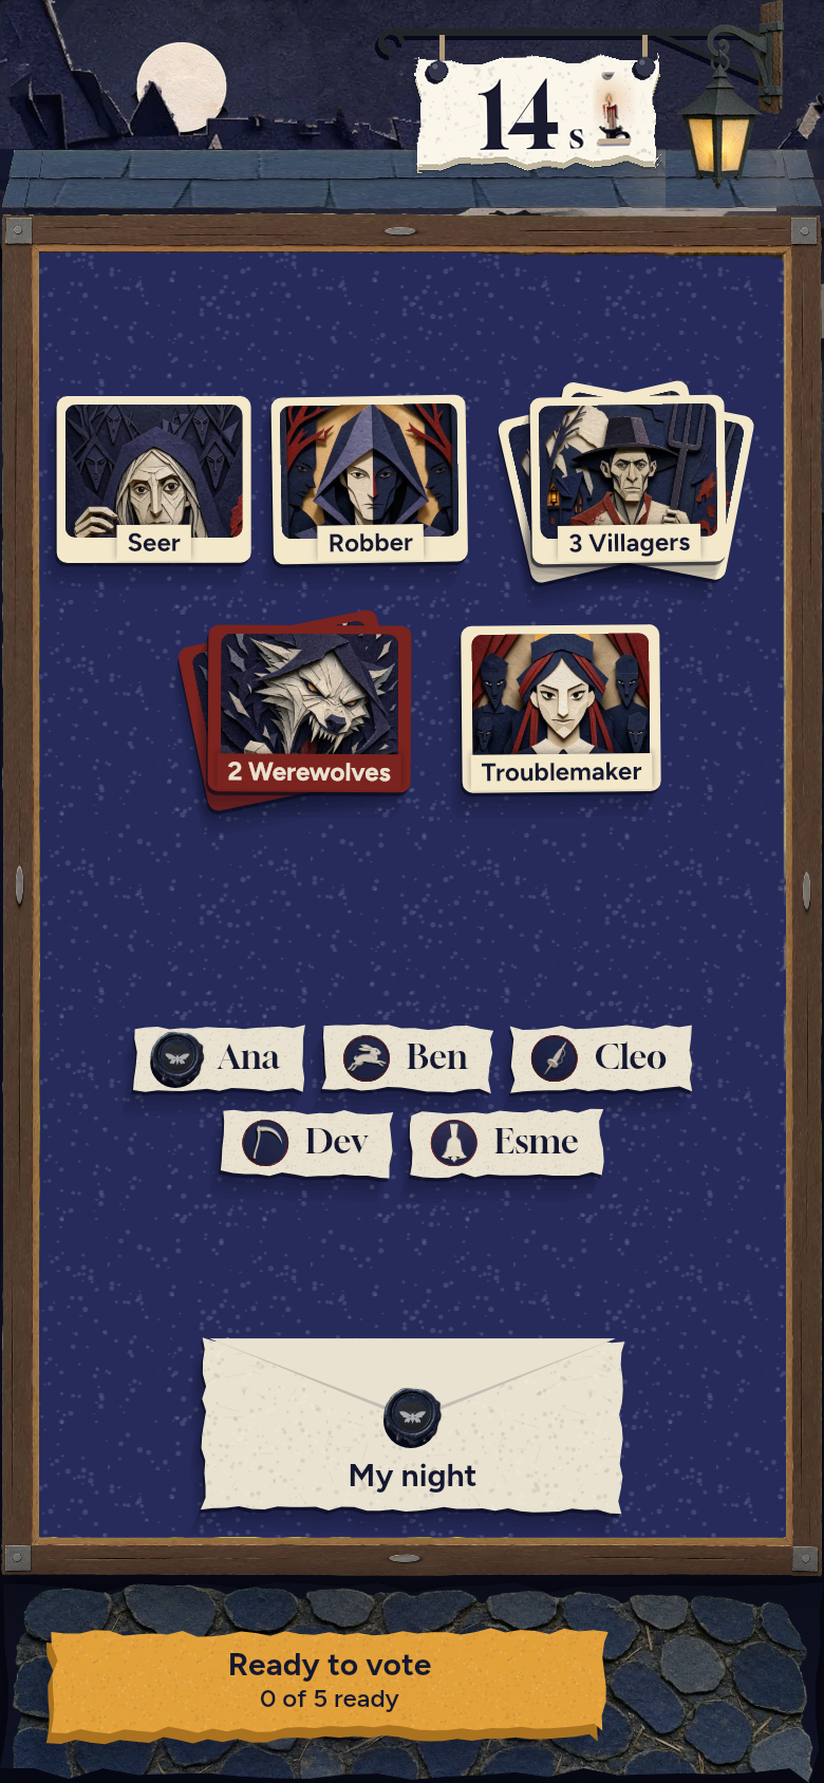 14 s
Seer
Robber
3 Villagers
2 Werewolves
Troublemaker
Ana
Ben
Cleo
Dev
Esme
My night
Ready to vote
0 of 5 ready